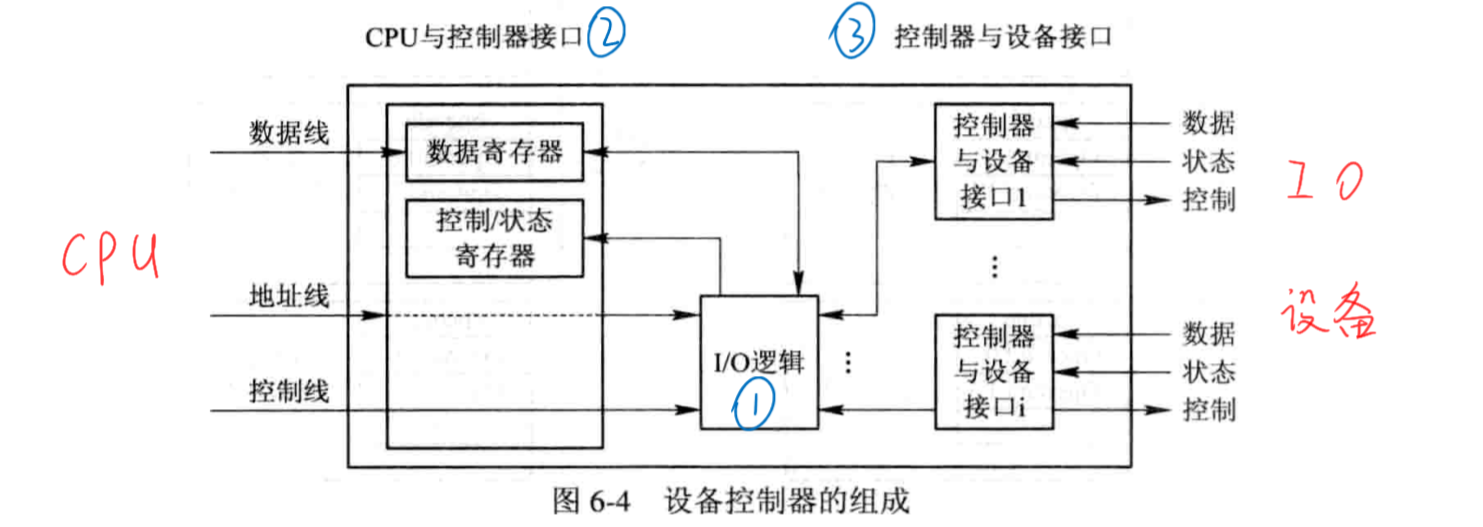 CPU与控制器接口 ②
③ 控制器与设备接口
数据线
数据寄存器
控制/状态
寄存器
CPU
地址线
控制线
I/O逻辑
①
控制器
与设备
接口1
数据
状态
控制
⋮
⋮
控制器
与设备
接口i
数据
状态
控制
IO
设备
图 6-4 设备控制器的组成